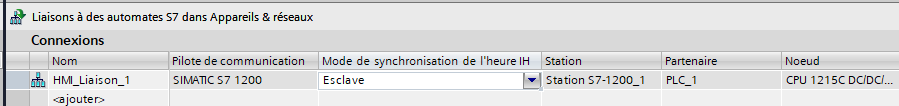 Liaisons à des automates S7 dans Appareils & réseaux
Connexions
Nom Pilote de communication Mode de synchronisation de l'heure IH Station Partenaire Noeud
HMI_Liaison_1 SIMATIC S7 1200 Esclave Station S7-1200_1 PLC_1 CPU 1215C DC/DC/...
<ajouter>